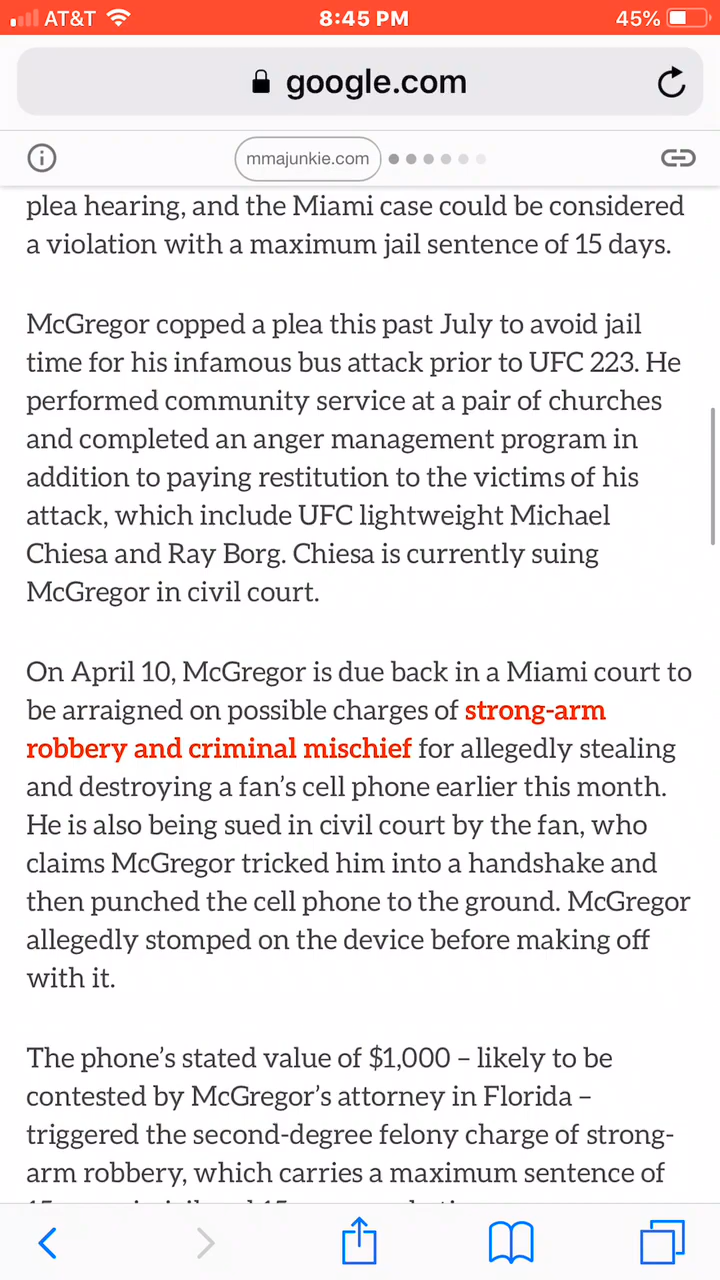 AT&T 8:45 PM 45%
google.com
mmajunkie.com
plea hearing, and the Miami case could be considered
a violation with a maximum jail sentence of 15 days.
McGregor copped a plea this past July to avoid jail
time for his infamous bus attack prior to UFC 223. He
performed community service at a pair of churches
and completed an anger management program in
addition to paying restitution to the victims of his
attack, which include UFC lightweight Michael
Chiesa and Ray Borg. Chiesa is currently suing
McGregor in civil court.
On April 10, McGregor is due back in a Miami court to
be arraigned on possible charges of strong-arm
robbery and criminal mischief for allegedly stealing
and destroying a fan’s cell phone earlier this month.
He is also being sued in civil court by the fan, who
claims McGregor tricked him into a handshake and
then punched the cell phone to the ground. McGregor
allegedly stomped on the device before making off
with it.
The phone’s stated value of $1,000 – likely to be
contested by McGregor’s attorney in Florida –
triggered the second-degree felony charge of strong-
arm robbery, which carries a maximum sentence of